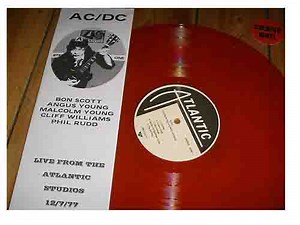 AC/DC
BON SCOTT
ANGUS YOUNG
MALCOLM YOUNG
CLIFF WILLIAMS
PHIL RUDD
LIVE FROM THE
ATLANTIC
STUDIOS
12/7/77
ATLANTIC